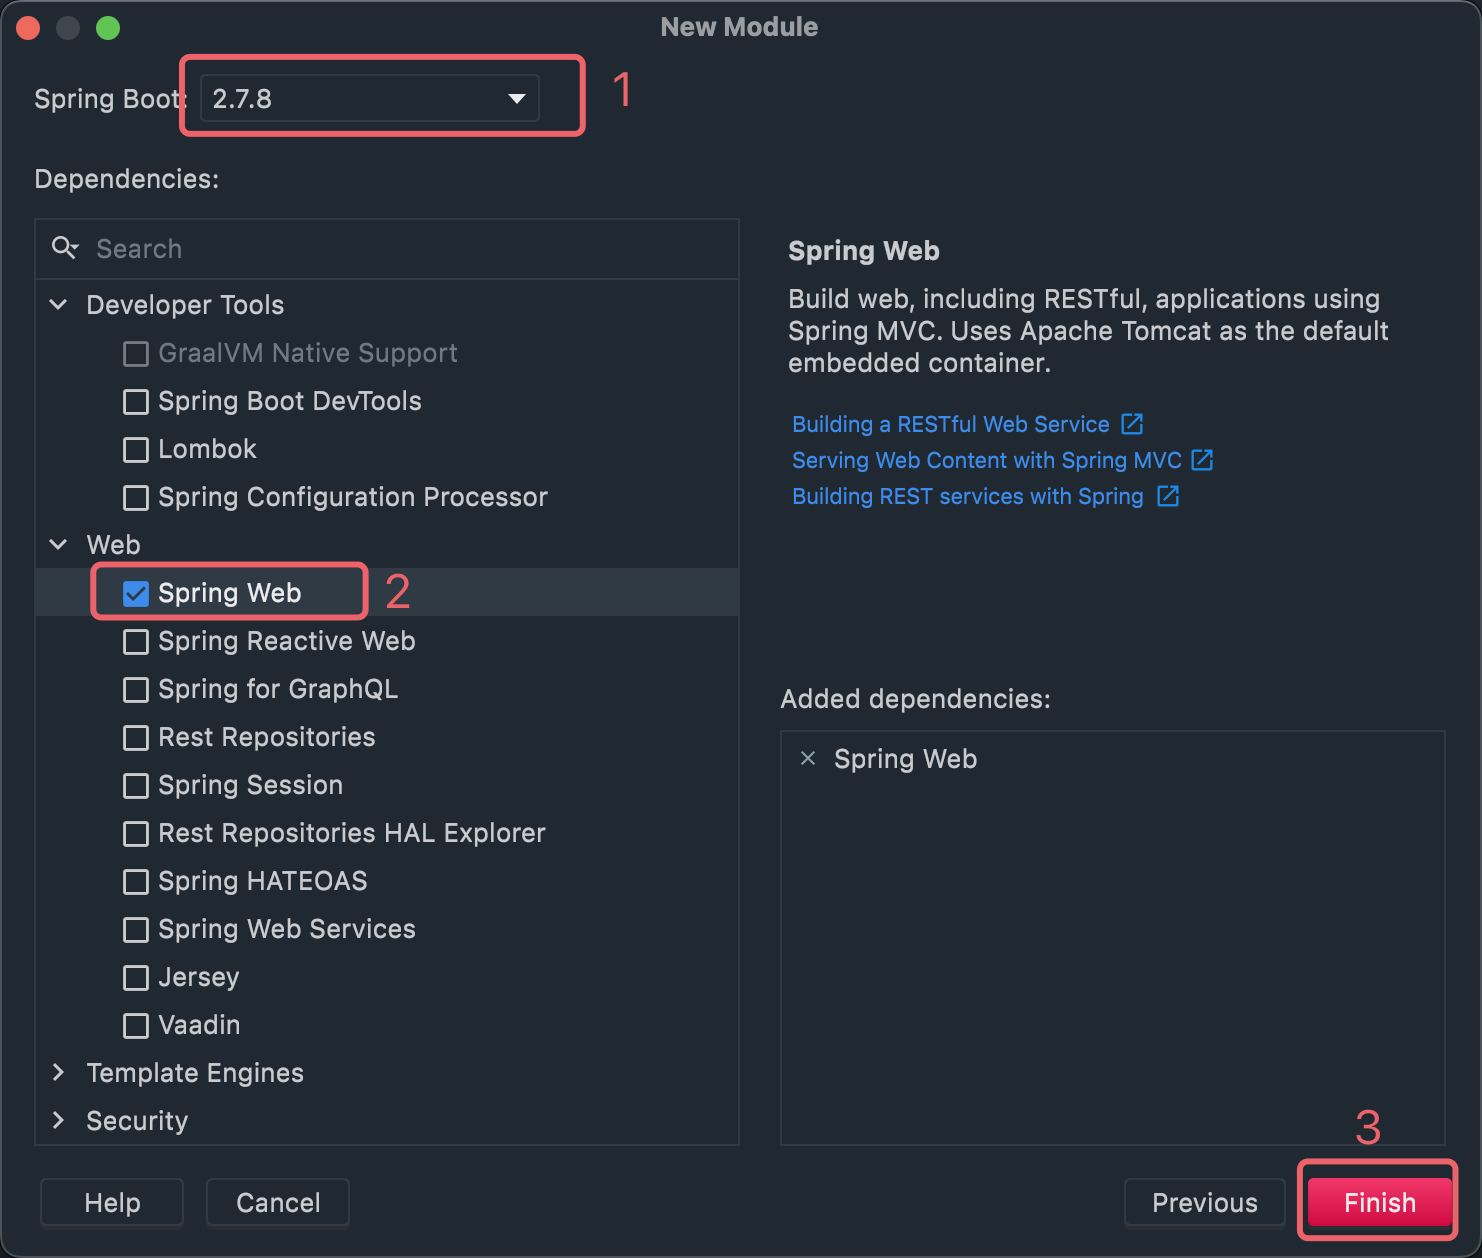 New Module
Spring Boot: 2.7.8 1
Dependencies:
Search
Developer Tools
GraalVM Native Support
Spring Boot DevTools
Lombok
Spring Configuration Processor
Web
Spring Web 2
Spring Reactive Web
Spring for GraphQL
Rest Repositories
Spring Session
Rest Repositories HAL Explorer
Spring HATEOAS
Spring Web Services
Jersey
Vaadin
Template Engines
Security
Spring Web
Build web, including RESTful, applications using
Spring MVC. Uses Apache Tomcat as the default
embedded container.
Building a RESTful Web Service
Serving Web Content with Spring MVC
Building REST services with Spring
Added dependencies:
Spring Web
3
Help
Cancel
Previous
Finish